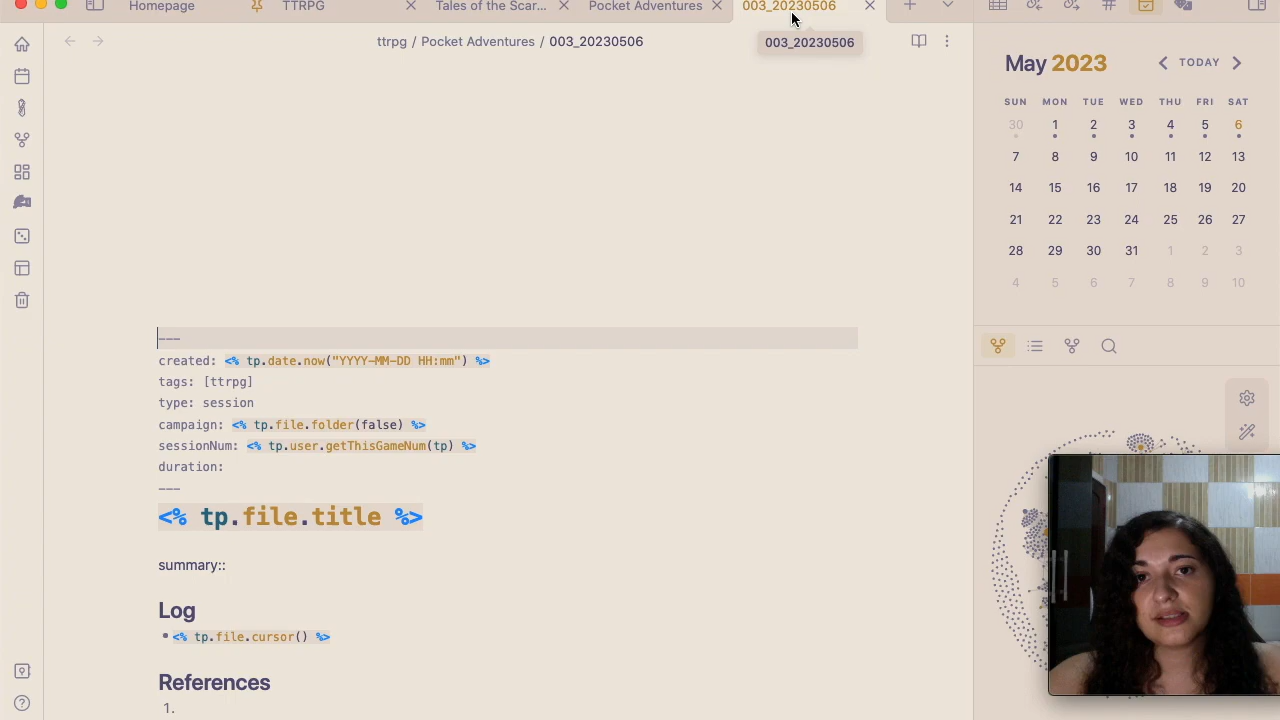 Homepage
TTRPG
Tales of the Scar...
Pocket Adventures
003_20230506
ttrpg / Pocket Adventures / 003_20230506
003_20230506
---
created: <% tp.date.now("YYYY-MM-DD HH:mm") %>
tags: [ttrpg]
type: session
campaign: <% tp.file.folder(false) %>
sessionNum: <% tp.user.getThisGameNum(tp) %>
duration:
---
<% tp.file.title %>
summary::
Log
<% tp.file.cursor() %>
References
1.
May 2023
TODAY
SUN MON TUE WED THU FRI SAT
30 1 2 3 4 5 6
7 8 9 10 11 12 13
14 15 16 17 18 19 20
21 22 23 24 25 26 27
28 29 30 31 1 2 3
4 5 6 7 8 9 10